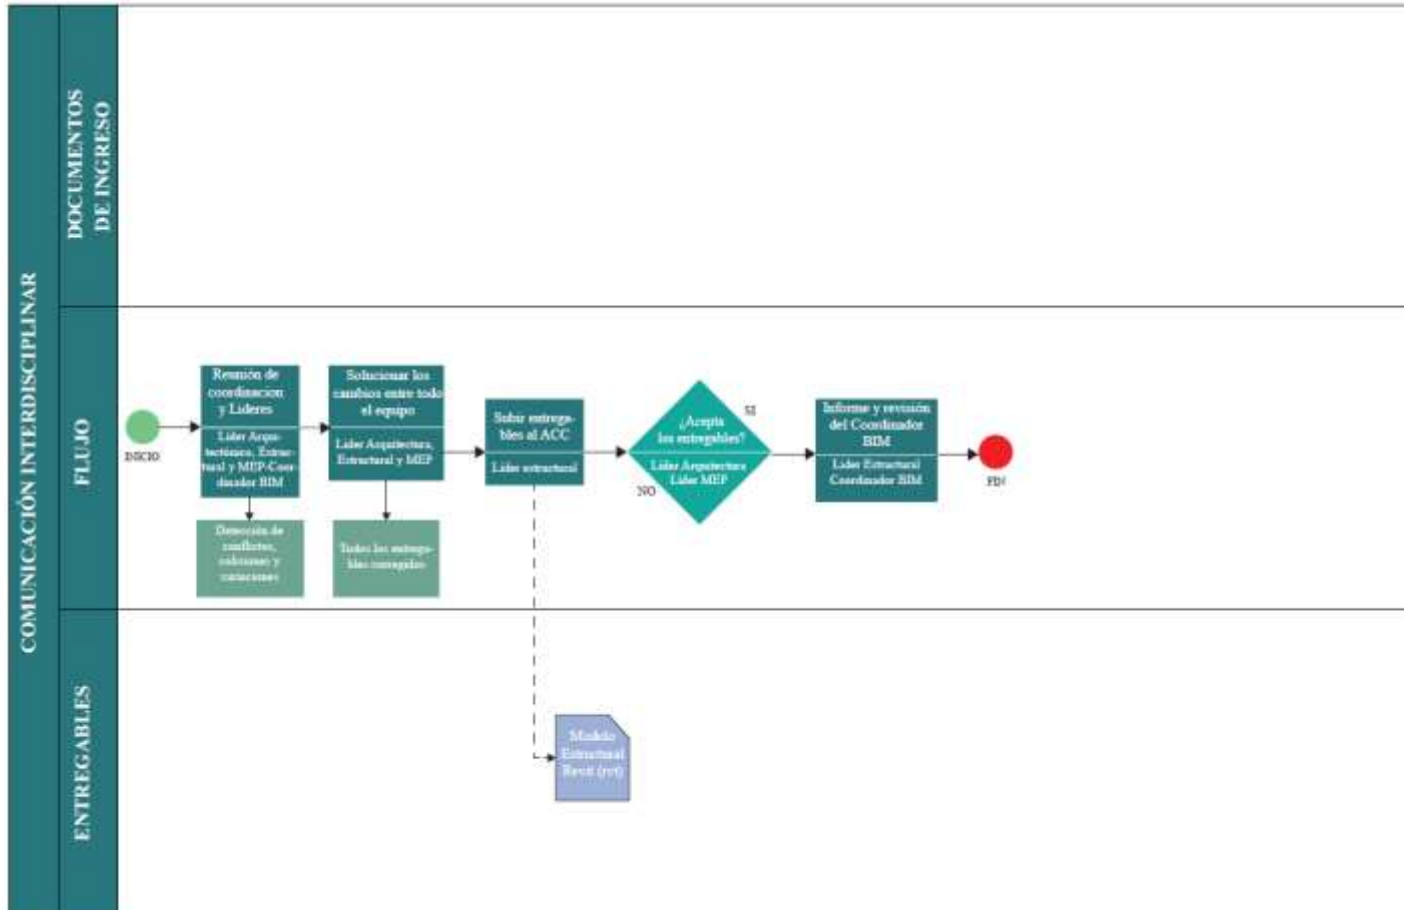 COMUNICACIÓN INTERDISCIPLINAR
DOCUMENTOS
DE INGRESO
FLUJO
ENTREGABLES
INICIO
Reunión de
coordinacion
y Lideres
Lider Arqui-
tectónico, Estruc-
tural y MEP-Coor-
dinador BIM
Detección de
conflictos,
colisiones y
variaciones
Solucionar los
cambios entre todo
el equipo
Lider Arquitectura,
Estructural y MEP
Todos los entrega-
bles corregidos
Subir entrega-
bles al ACC
Lider estructural
¿Acepta
los entregables?
Lider Arquitectura
Lider MEP
SI
NO
Informe y revisión
del Coordinador
BIM
Lider Estructural
Coordinador BIM
FIN
Modelo
Estructural
Revit (rvt)